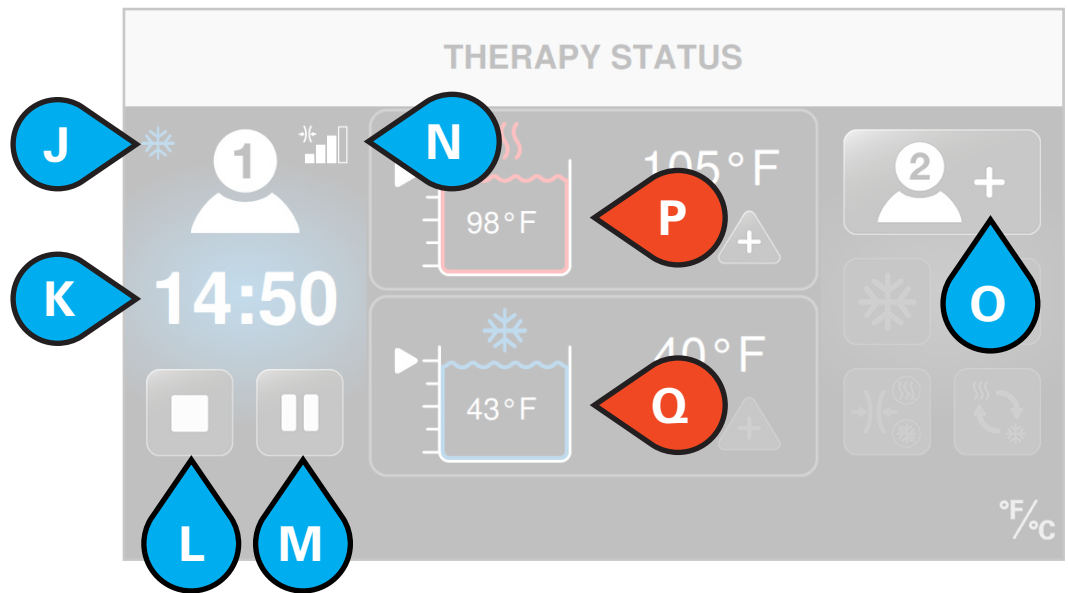 THERAPY STATUS
J
1
N
105°F
2
+
98°F
P
+
K
14:50
O
40°F
43°F
Q
+
L
M
°F/°C